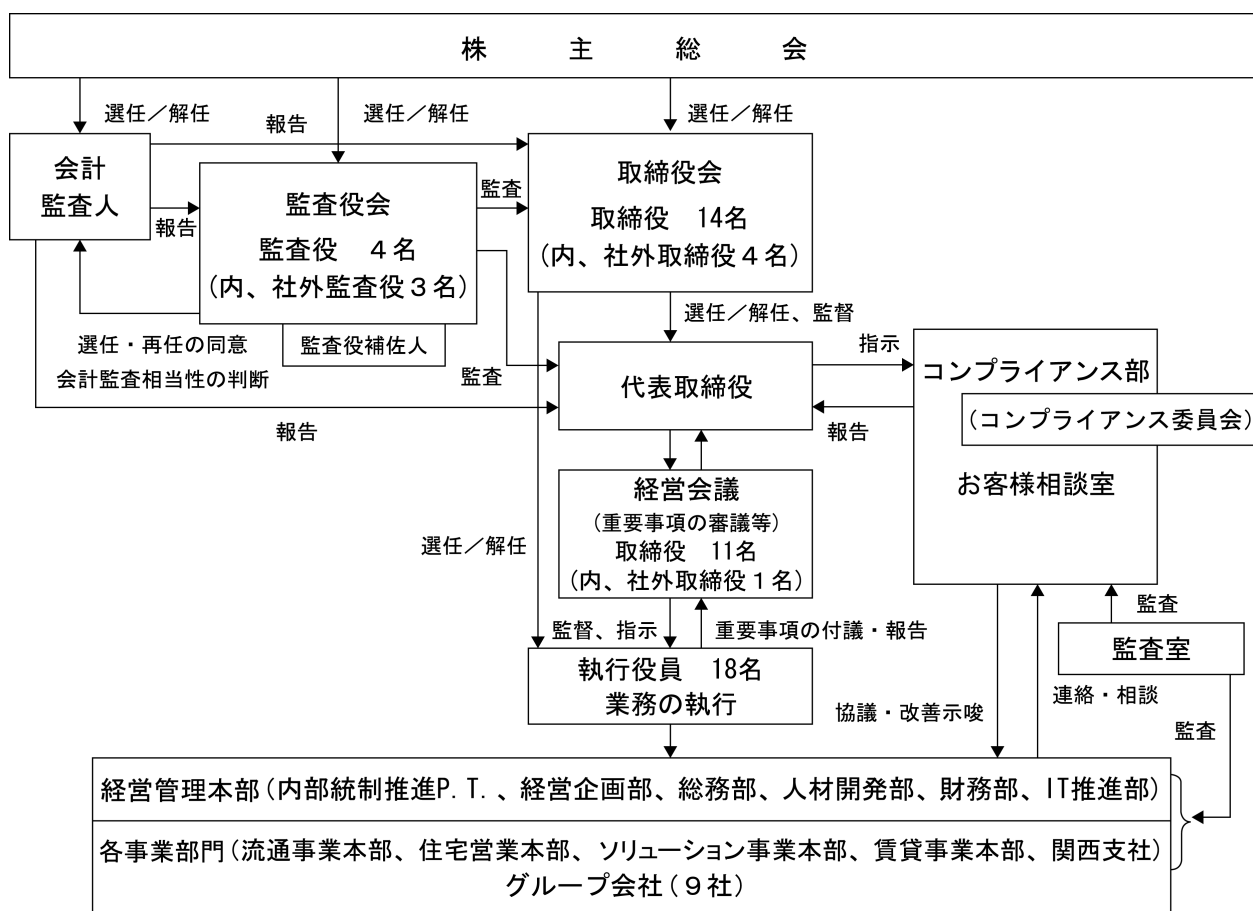 株主総会
選任／解任
選任／解任
選任／解任
報告
会計
監査人
報告
監査役会
監査役　４名
(内、社外監査役３名)
監査役補佐人
監査
取締役会
取締役　14名
(内、社外取締役４名)
選任・再任の同意
会計監査相当性の判断
監査
報告
選任／解任、監督
代表取締役
指示
報告
コンプライアンス部
(コンプライアンス委員会)
お客様相談室
経営会議
(重要事項の審議等)
取締役　11名
(内、社外取締役１名)
選任／解任
監督、指示
重要事項の付議・報告
執行役員　18名
業務の執行
監査
監査室
連絡・相談
協議・改善示唆
監査
経営管理本部(内部統制推進P.T.、経営企画部、総務部、人材開発部、財務部、IT推進部)
各事業部門(流通事業本部、住宅営業本部、ソリューション事業本部、賃貸事業本部、関西支社)
グループ会社(９社)